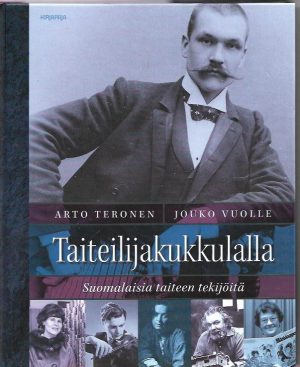 KIRJAPAJA
ARTO TERONEN JOUKO VUOLLE
Taiteilijakukkulalla
Suomalaisia taiteen tekijöitä